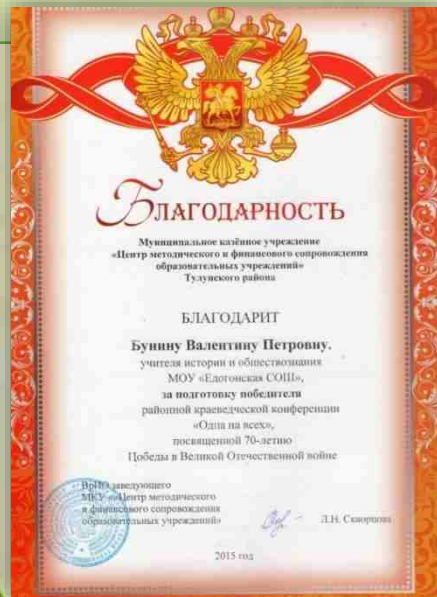 Благодарность
Муниципальное казённое учреждение
«Центр методического и финансового сопровождения
образовательных учреждений»
Тулунского района
БЛАГОДАРИТ
Бунину Валентину Петровну,
учителя истории и обществознания
МОУ «Едогонская СОШ»,
за подготовку победителя
районной краеведческой конференции
«Одна на всех»,
посвященной 70-летию
Победы в Великой Отечественной войне
ВрИО заведующего
МКУ «Центр методического
и финансового сопровождения
образовательных учреждений»
Л.Н. Скворцова
2015 год